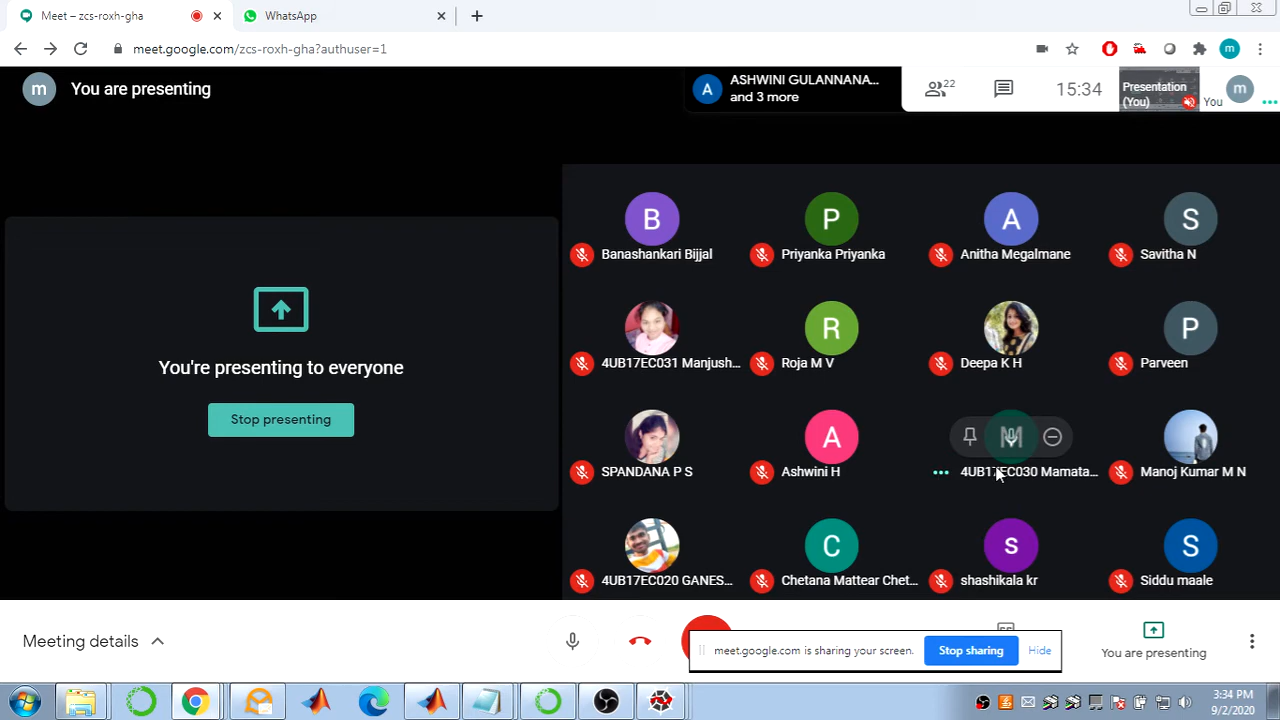 Meet – zcs-roxh-gha
WhatsApp
meet.google.com/zcs-roxh-gha?authuser=1
m
m
You are presenting
A
ASHWINI GULANNANA...
and 3 more
22
15:34
Presentation
(You)
You
m
B
P
A
S
Banashankari Bijjal
Priyanka Priyanka
Anitha Megalmane
Savitha N
R
P
4UB17EC031 Manjush...
Roja M V
Deepa K H
Parveen
You're presenting to everyone
Stop presenting
A
M
SPANDANA P S
Ashwini H
4UB17EC030 Mamata...
Manoj Kumar M N
C
s
S
4UB17EC020 GANES...
Chetana Mattear Chet...
shashikala kr
Siddu maale
Meeting details
meet.google.com is sharing your screen.
Stop sharing
Hide
You are presenting
3:34 PM
9/2/2020